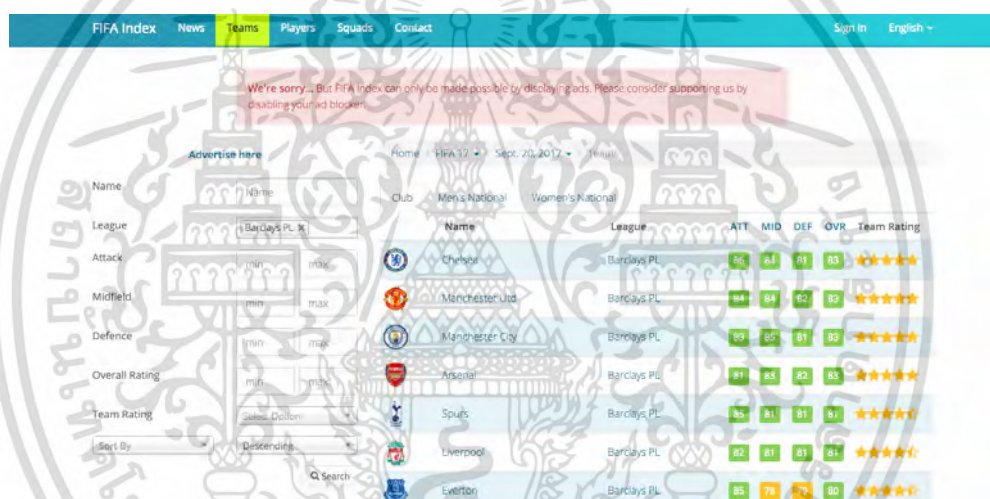 FIFA Index News Teams Players Squads Contact Sign In English
We're sorry... But FIFA Index can only be made possible by displaying ads. Please consider supporting us by
disabling your ad blocker.
Advertise here
Home FIFA 17 Sept. 20, 2017 Teams
Name Name
Club Men's National Women's National
League Barclays PL ×
Name League ATT MID DEF OVR Team Rating
Attack min max
Chelsea Barclays PL 86 84 81 83
Midfield min max
Manchester Utd Barclays PL 84 84 82 83
Defence min max
Manchester City Barclays PL 83 85 81 83
Overall Rating min max
Arsenal Barclays PL 81 83 82 83
Team Rating Select Option
Spurs Barclays PL 85 81 81 81
Sort By Descending
Liverpool Barclays PL 82 81 81 81
Search
Everton Barclays PL 85 78 80